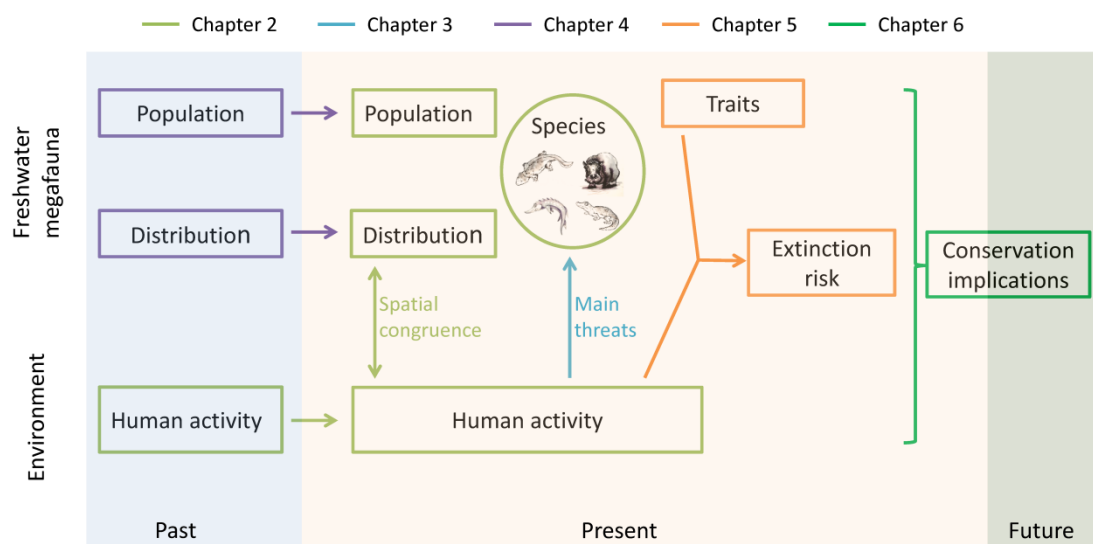 Chapter 2
Chapter 3
Chapter 4
Chapter 5
Chapter 6
Freshwater
megafauna
Environment
Population
Population
Species
Traits
Distribution
Distribution
Extinction
risk
Conservation
implications
Spatial
congruence
Main
threats
Human activity
Human activity
Past
Present
Future